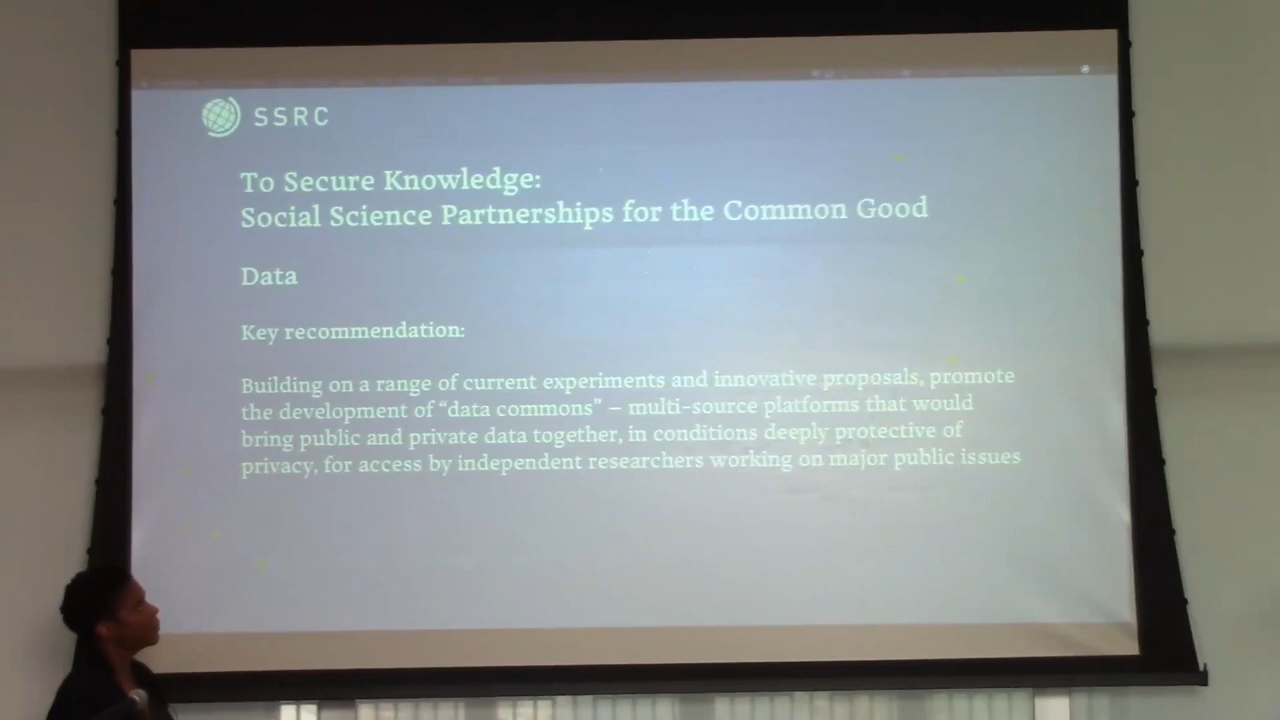 SSRC
To Secure Knowledge:
Social Science Partnerships for the Common Good
Data
Key recommendation:
Building on a range of current experiments and innovative proposals, promote
the development of “data commons” – multi-source platforms that would
bring public and private data together, in conditions deeply protective of
privacy, for access by independent researchers working on major public issues